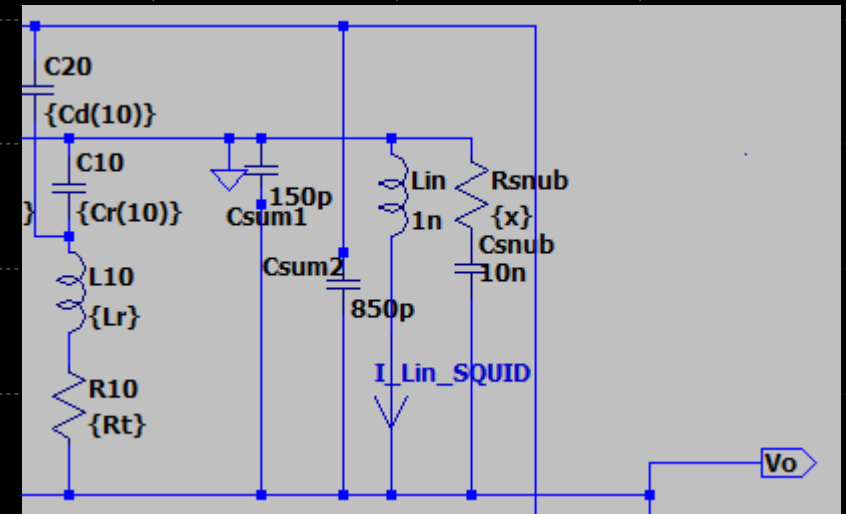 C20
{Cd(10)}
C10
}
{Cr(10)}
150p
Csum1
Lin
1n
Rsnub
{x}
Csnub
10n
Csum2
850p
L10
{Lr}
I_Lin_SQUID
R10
{Rt}
Vo